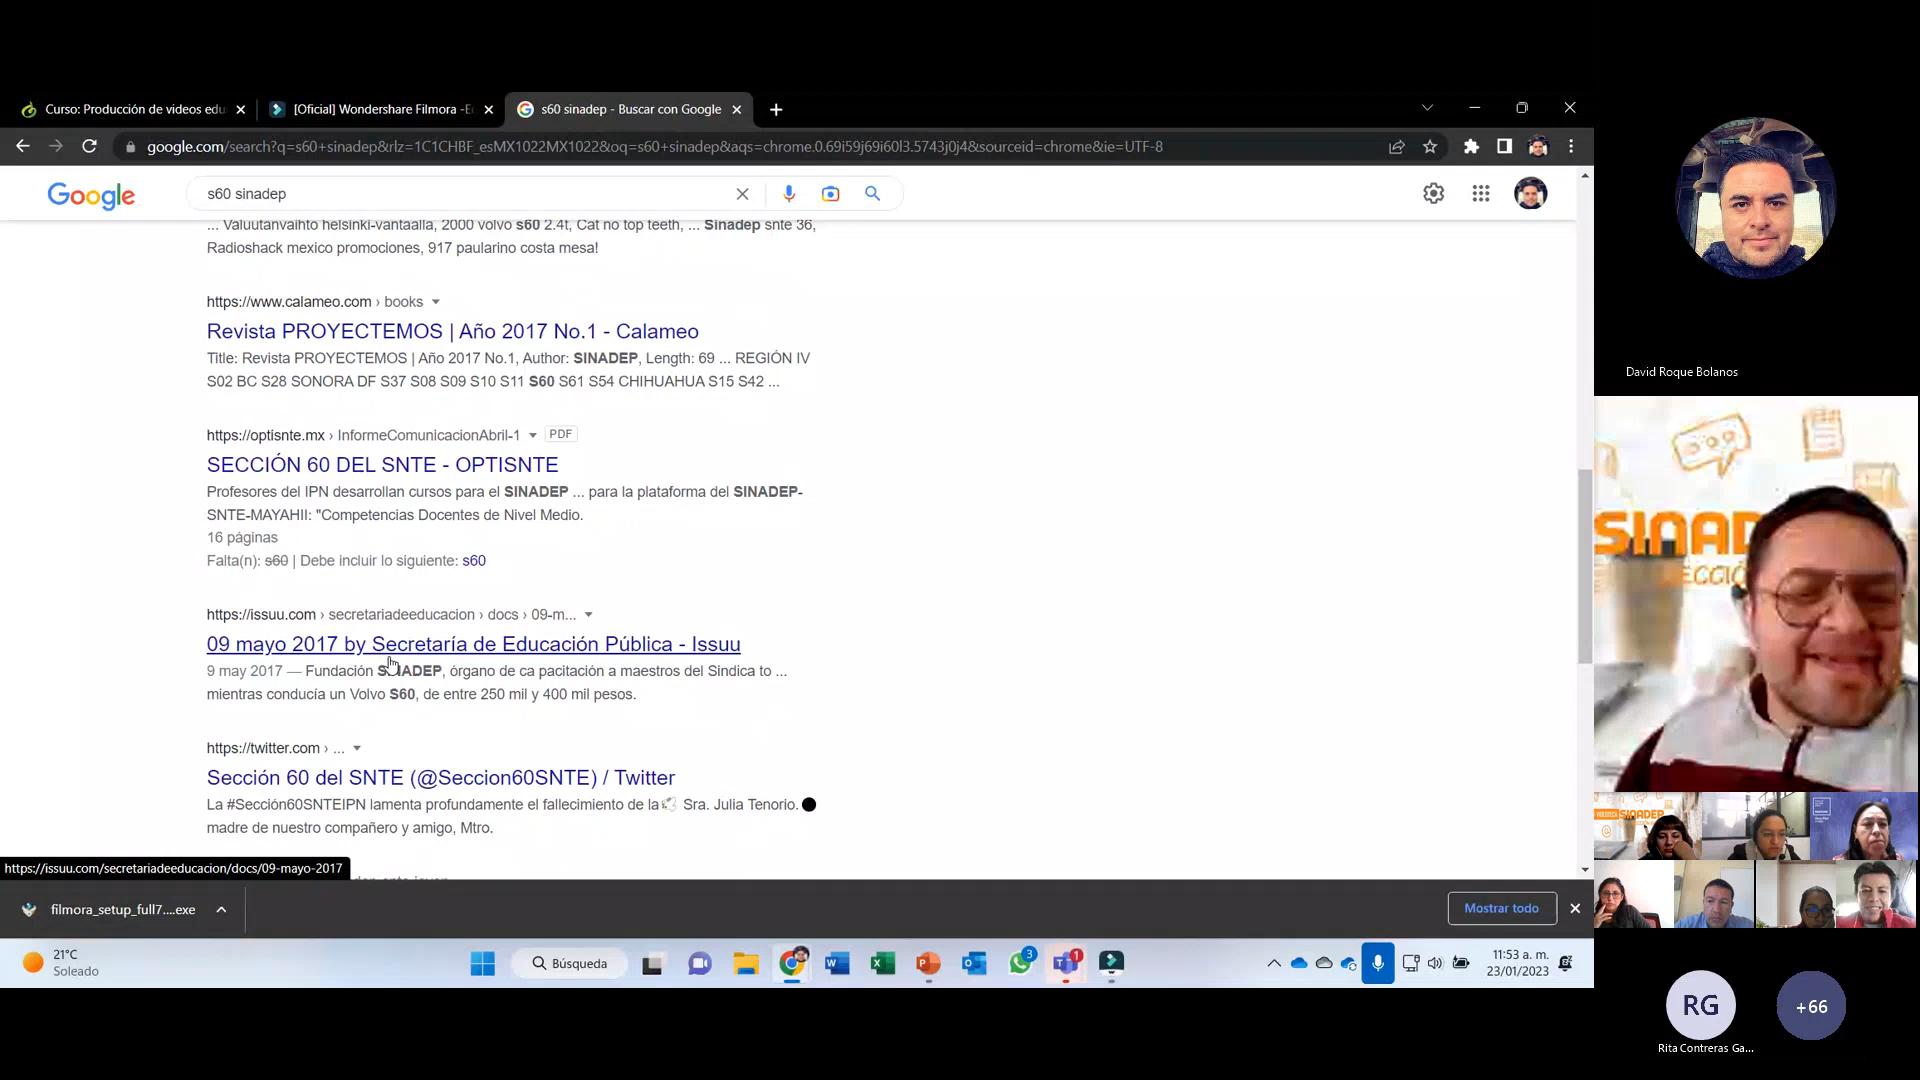 Curso: Producción de videos edu
[Oficial] Wondershare Filmora -E
s60 sinadep - Buscar con Google
google.com/search?q=s60+sinadep&rlz=1C1CHBF_esMX1022MX1022&oq=s60+sinadep&aqs=chrome.0.69i59j69i60l3.5743j0j4&sourceid=chrome&ie=UTF-8
Google
s60 sinadep
... Valuutanvaihto helsinki-vantaalla, 2000 volvo s60 2.4t, Cat no top teeth, ... Sinadep snte 36,
Radioshack mexico promociones, 917 paularino costa mesa!
https://www.calameo.com › books
Revista PROYECTEMOS | Año 2017 No.1 - Calameo
Title: Revista PROYECTEMOS | Año 2017 No.1, Author: SINADEP, Length: 69 ... REGIÓN IV
S02 BC S28 SONORA DF S37 S08 S09 S10 S11 S60 S61 S54 CHIHUAHUA S15 S42 ...
https://optisnte.mx › InformeComunicacionAbril-1
PDF
SECCIÓN 60 DEL SNTE - OPTISNTE
Profesores del IPN desarrollan cursos para el SINADEP ... para la plataforma del SINADEP-
SNTE-MAYAHII: "Competencias Docentes de Nivel Medio.
16 páginas
Falta(n): s60 | Debe incluir lo siguiente: s60
https://issuu.com › secretariadeeducacion › docs › 09-m...
09 mayo 2017 by Secretaría de Educación Pública - Issuu
9 may 2017 — Fundación SINADEP, órgano de ca pacitación a maestros del Sindica to ...
mientras conducía un Volvo S60, de entre 250 mil y 400 mil pesos.
https://twitter.com › ...
Sección 60 del SNTE (@Seccion60SNTE) / Twitter
La #Sección60SNTEIPN lamenta profundamente el fallecimiento de la Sra. Julia Tenorio.
madre de nuestro compañero y amigo, Mtro.
https://issuu.com/secretariadeeducacion/docs/09-mayo-2017
filmora_setup_full7....exe
Mostrar todo
21°C
Soleado
Búsqueda
3
1
11:53 a. m.
23/01/2023
David Roque Bolanos
SINAD
SECCIÓ
SINADEP
RG
+66
Rita Contreras Ga...